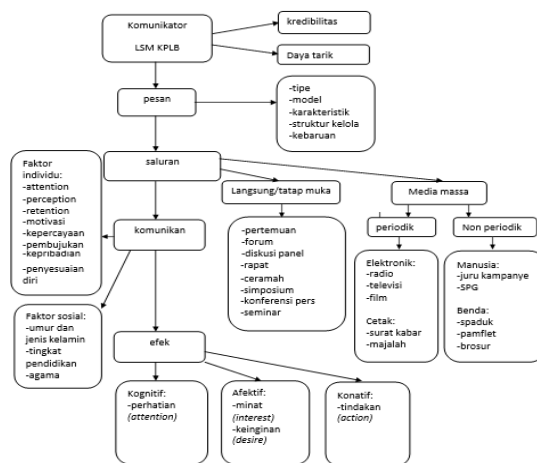 Komunikator
LSM KPLB
kredibilitas
Daya tarik
pesan
-tipe
-model
-karakteristik
-struktur kelola
-kebaruan
saluran
Faktor
individu:
-attention
-perception
-retention
-motivasi
-kepercayaan
-pembujukan
-kepribadian
-penyesuaian
diri
Langsung/tatap muka
Media massa
komunikan
-pertemuan
-forum
-diskusi panel
-rapat
-ceramah
-simposium
-konferensi pers
-seminar
periodik
Non periodik
Elektronik:
-radio
-televisi
-film
Cetak:
-surat kabar
-majalah
Manusia:
-juru kampanye
-SPG
Benda:
-spaduk
-pamflet
-brosur
Faktor sosial:
-umur dan
jenis kelamin
-tingkat
pendidikan
-agama
efek
Kognitif:
-perhatian
(attention)
Afektif:
-minat
(interest)
-keinginan
(desire)
Konatif:
-tindakan
(action)